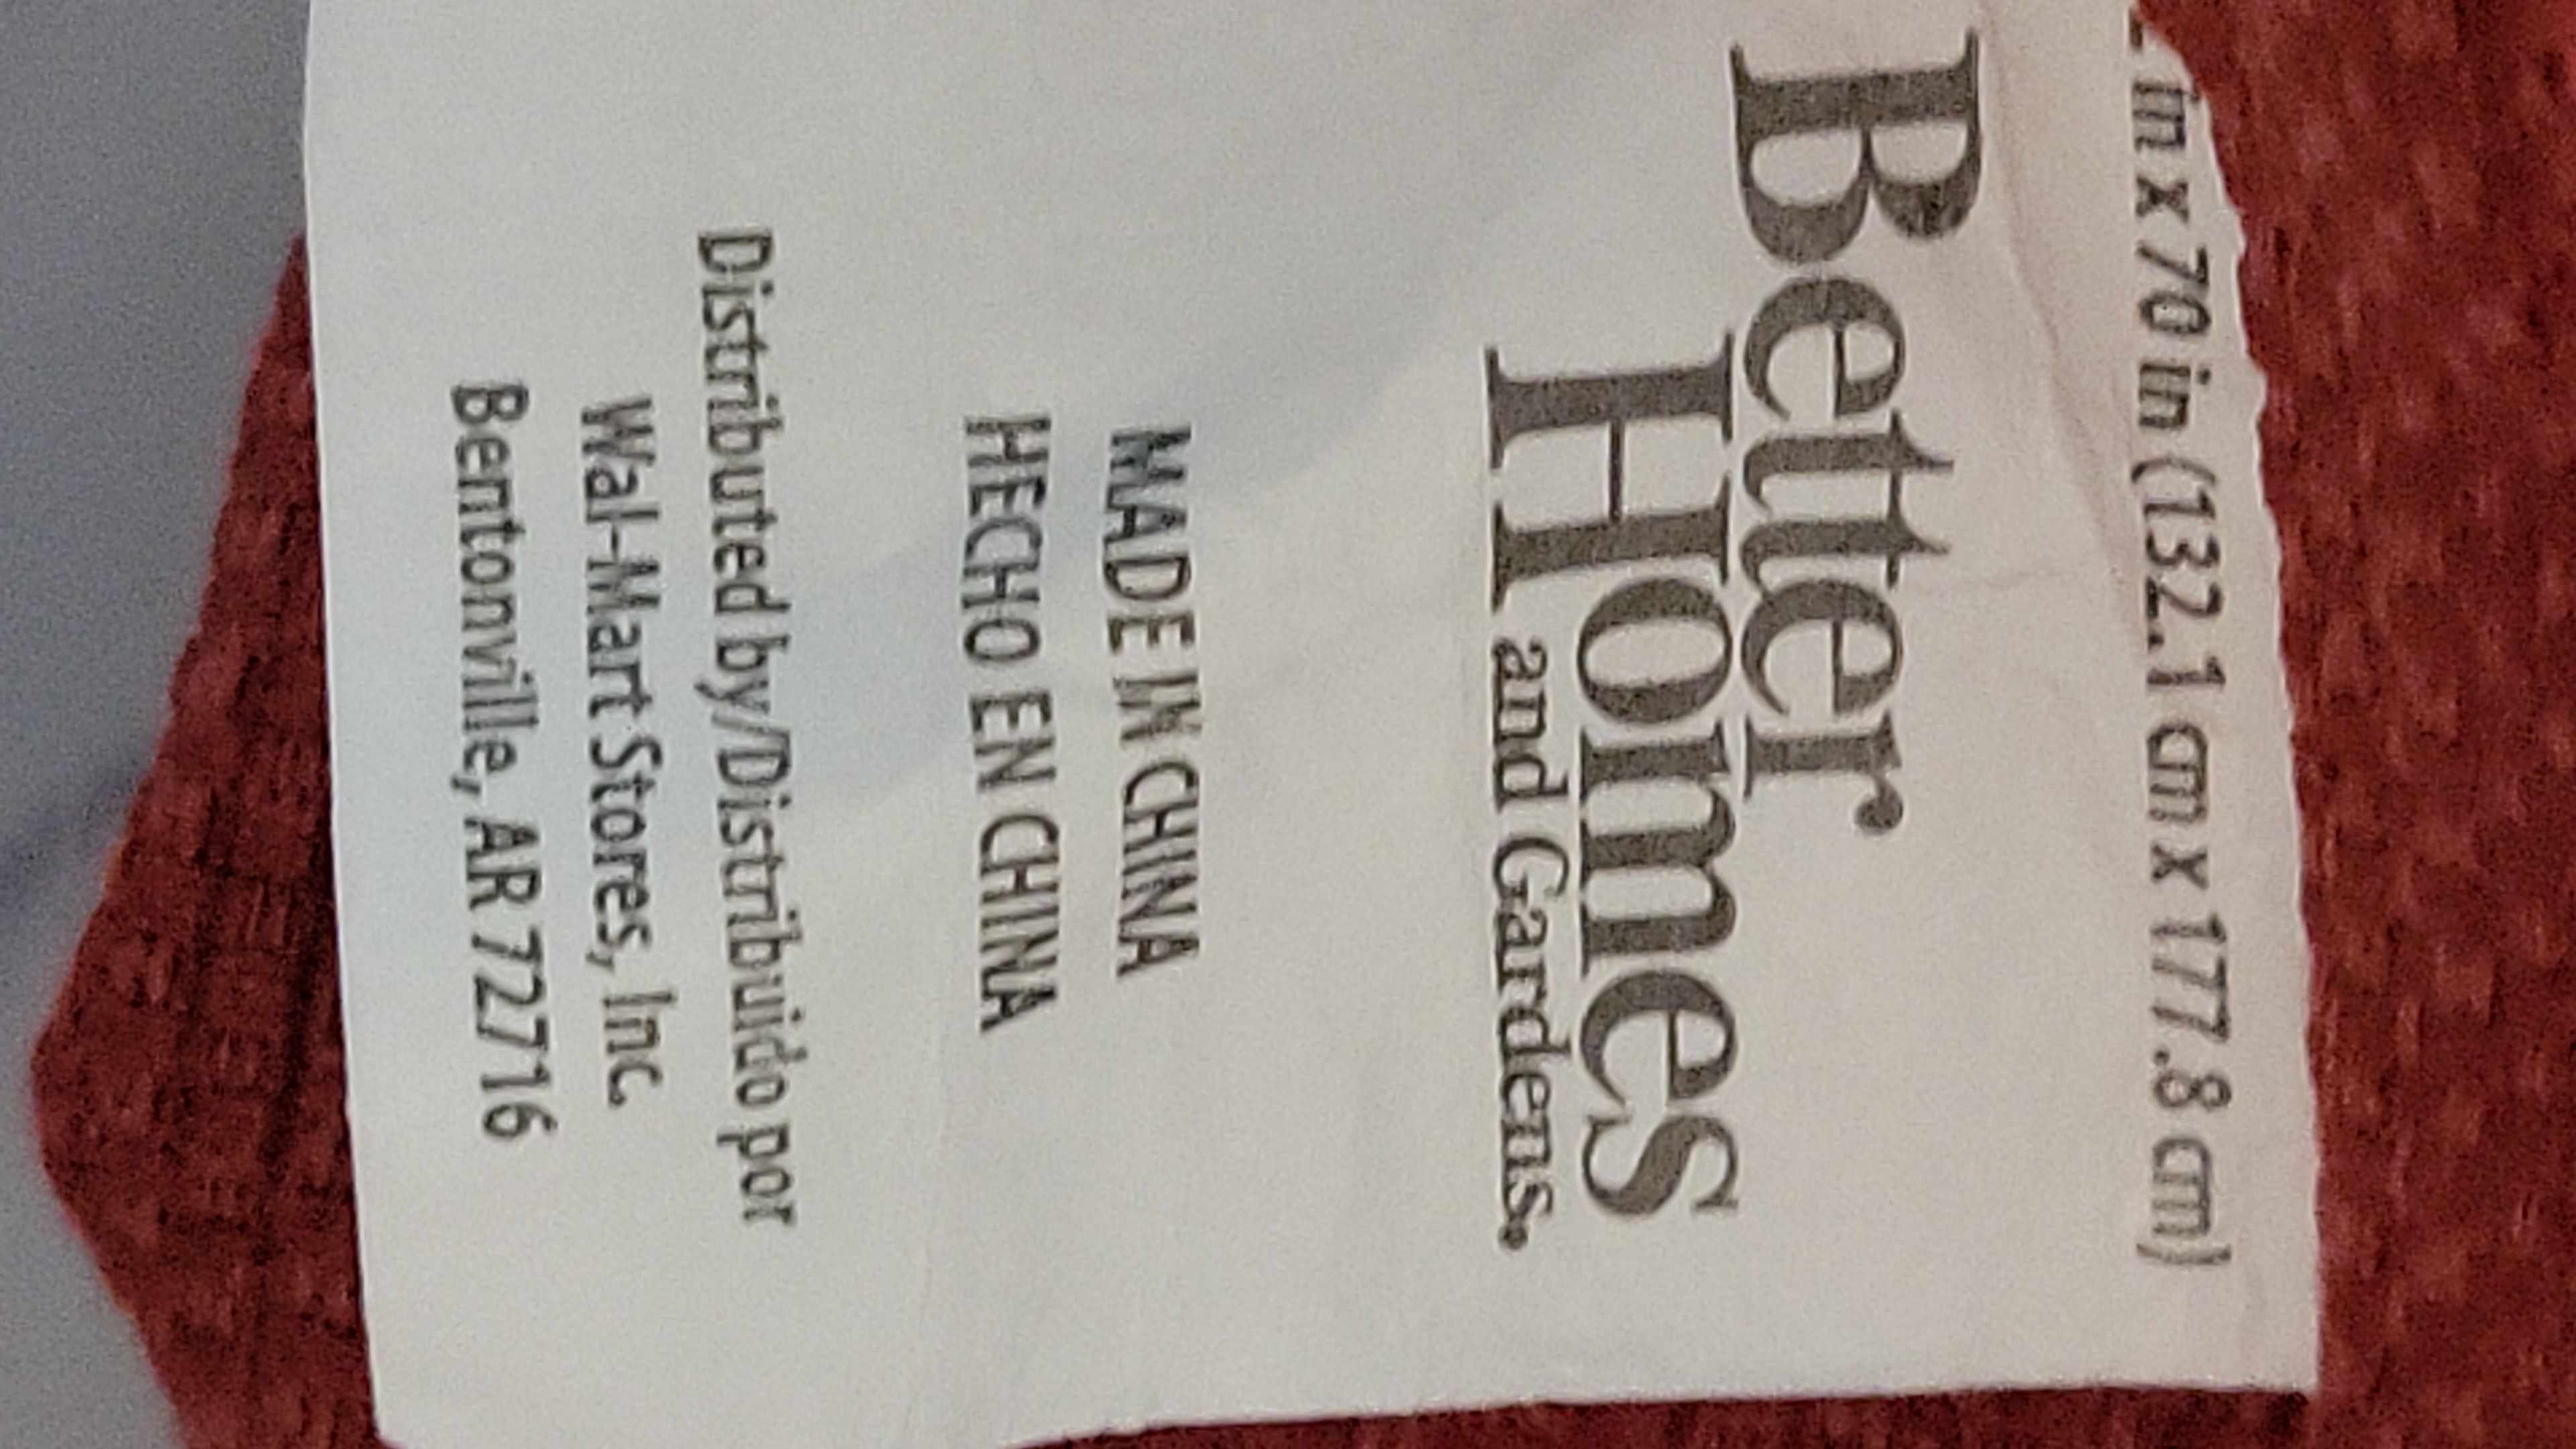 in x 70 in (132.1 cm x 177.8 cm)
Better
Homes
and Gardens.
MADE IN CHINA
HECHO EN CHINA
Distributed by/Distribuido por
Wal-Mart Stores, Inc.
Bentonville, AR 72716